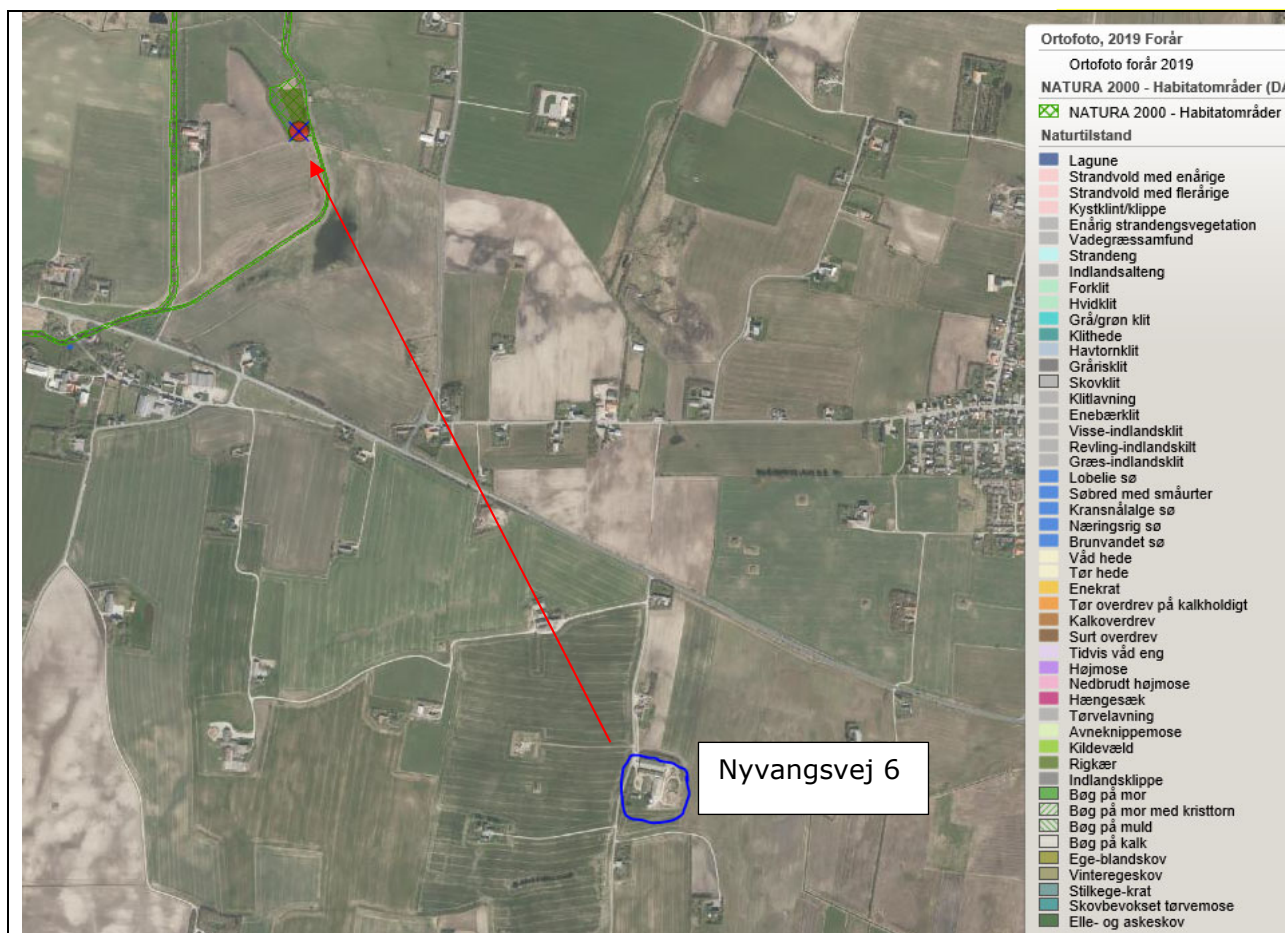 Ortofoto, 2019 Forår
Ortofoto forår 2019
NATURA 2000 - Habitatområder (DA
NATURA 2000 - Habitatområder
Naturtilstand
Lagune
Strandvold med enårige
Strandvold med flerårige
Kystklint/klippe
Enårig strandengsvegetation
Vadegræssamfund
Strandeng
Indlandsalteng
Forklit
Hvidklit
Grå/grøn klit
Klithede
Havtornklit
Grårisklit
Skovklit
Klitlavning
Enebærklit
Visse-indlandsklit
Revling-indlandskilt
Græs-indlandsklit
Lobelie sø
Søbred med småurter
Kransnålalge sø
Næringsrig sø
Brunvandet sø
Våd hede
Tør hede
Enekrat
Tør overdrev på kalkholdigt
Kalkoverdrev
Surt overdrev
Tidvis våd eng
Højmose
Nedbrudt højmose
Hængesæk
Tørvelavning
Avneknippemose
Kildevæld
Rigkær
Indlandsklippe
Bøg på mor
Bøg på mor med kristtorn
Bøg på muld
Bøg på kalk
Ege-blandskov
Vinteregeskov
Stilkege-krat
Skovbevokset tørvemose
Elle- og askeskov
Nyvangsvej 6